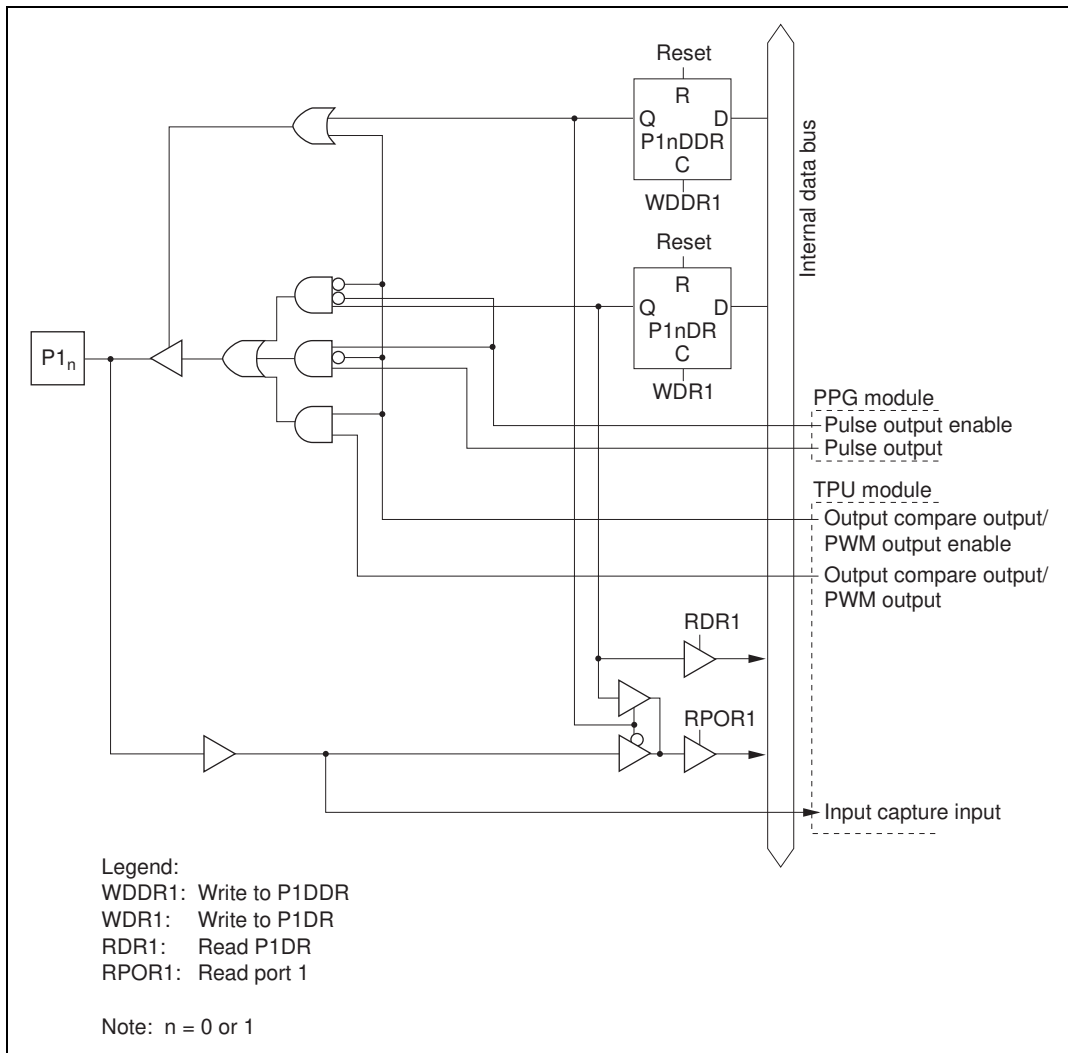 Reset
R
Q D
P1nDDR
C
WDDR1
Internal data bus
Reset
R
Q D
P1nDR
C
WDR1
P1n
PPG module
Pulse output enable
Pulse output
TPU module
Output compare output/
PWM output enable
Output compare output/
PWM output
RDR1
RPOR1
Input capture input
Legend:
WDDR1: Write to P1DDR
WDR1: Write to P1DR
RDR1: Read P1DR
RPOR1: Read port 1
Note: n = 0 or 1